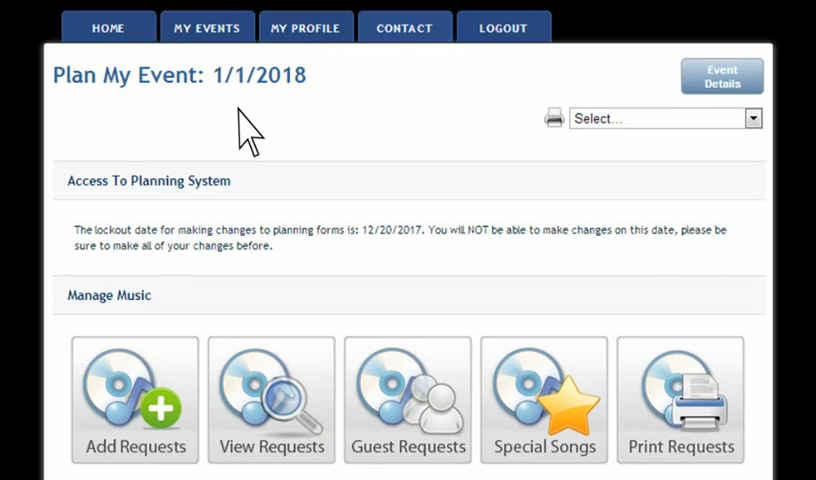 HOME MY EVENTS MY PROFILE CONTACT LOGOUT
Plan My Event: 1/1/2018
Event
Details
Select...
Access To Planning System
The lockout date for making changes to planning forms is: 12/20/2017. You will NOT be able to make changes on this date, please be
sure to make all of your changes before.
Manage Music
Add Requests View Requests Guest Requests Special Songs Print Requests